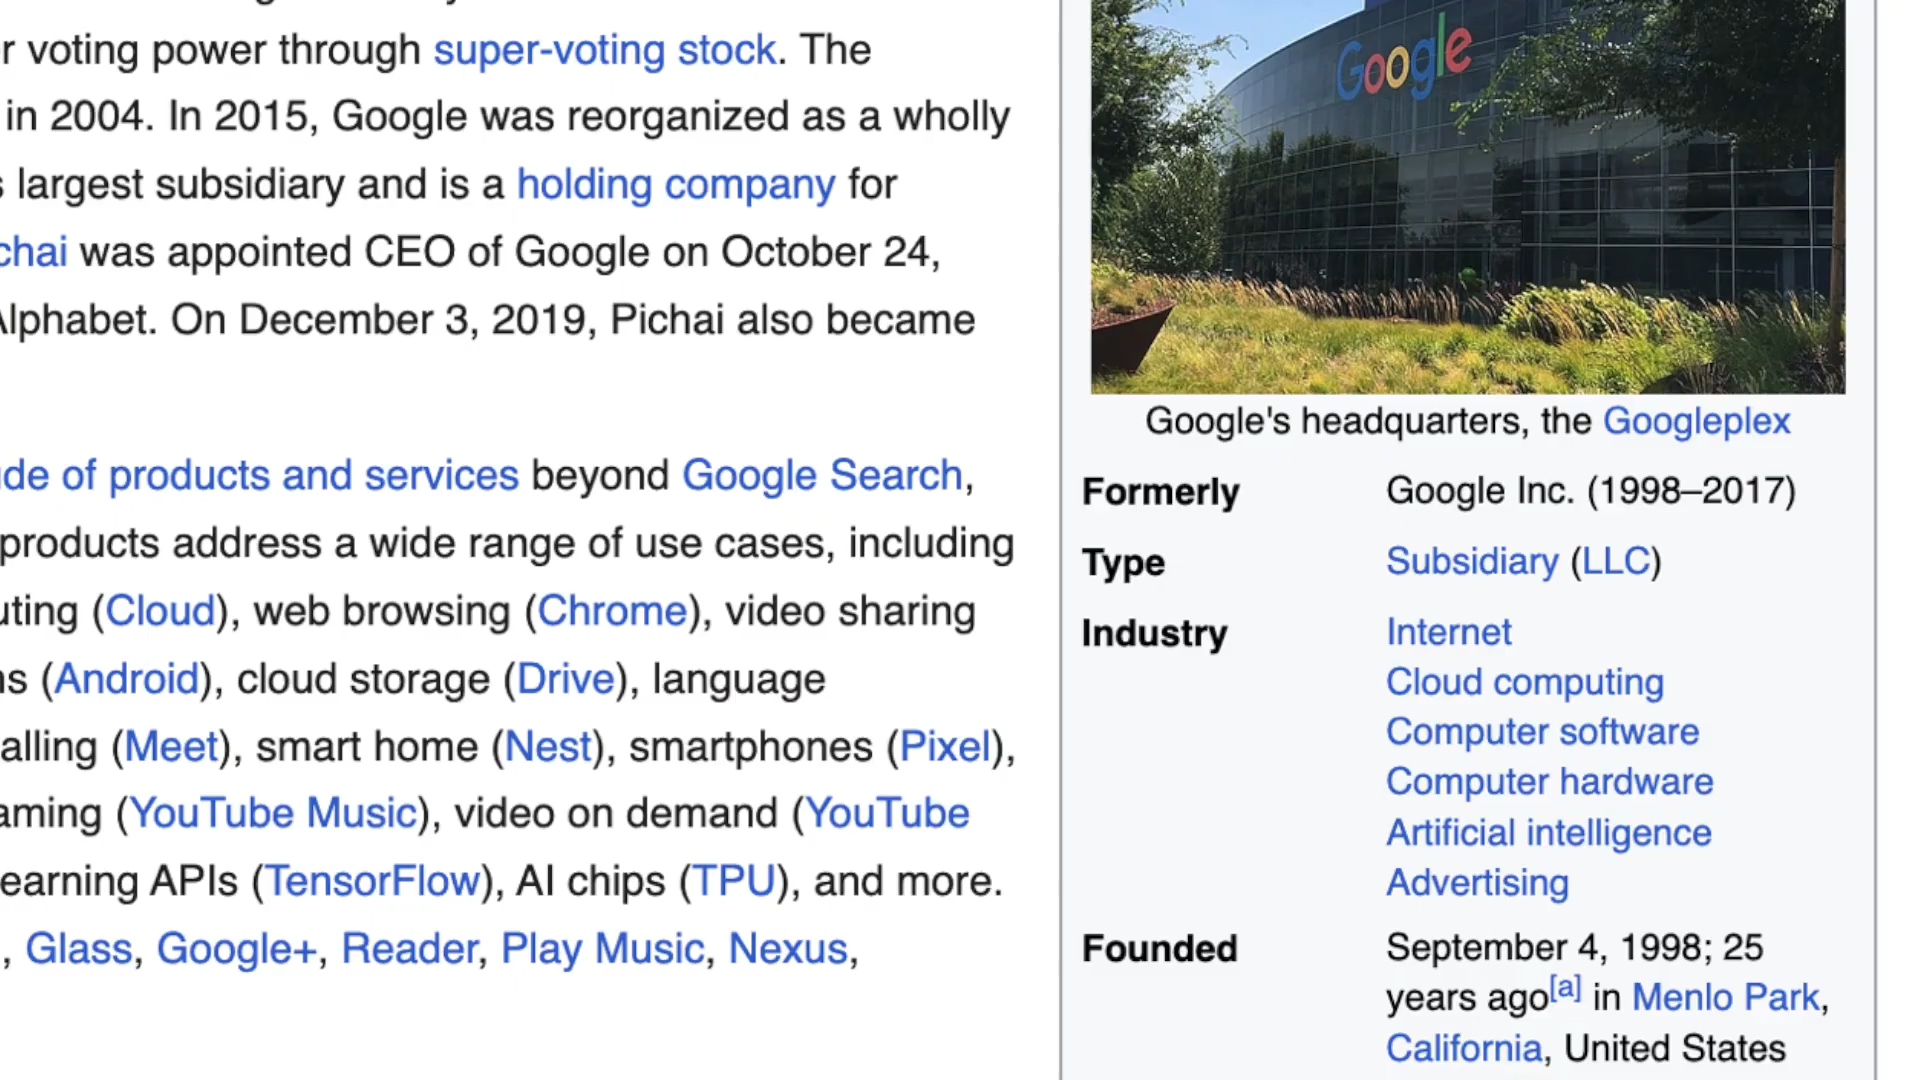 r voting power through super-voting stock. The
in 2004. In 2015, Google was reorganized as a wholly
s largest subsidiary and is a holding company for
chai was appointed CEO of Google on October 24,
Alphabet. On December 3, 2019, Pichai also became
ude of products and services beyond Google Search,
products address a wide range of use cases, including
uting (Cloud), web browsing (Chrome), video sharing
ns (Android), cloud storage (Drive), language
alling (Meet), smart home (Nest), smartphones (Pixel),
aming (YouTube Music), video on demand (YouTube
earning APIs (TensorFlow), AI chips (TPU), and more.
, Glass, Google+, Reader, Play Music, Nexus,
Google
Google's headquarters, the Googleplex
Formerly Google Inc. (1998–2017)
Type Subsidiary (LLC)
Industry Internet
Cloud computing
Computer software
Computer hardware
Artificial intelligence
Advertising
Founded September 4, 1998; 25
years ago[a] in Menlo Park,
California, United States